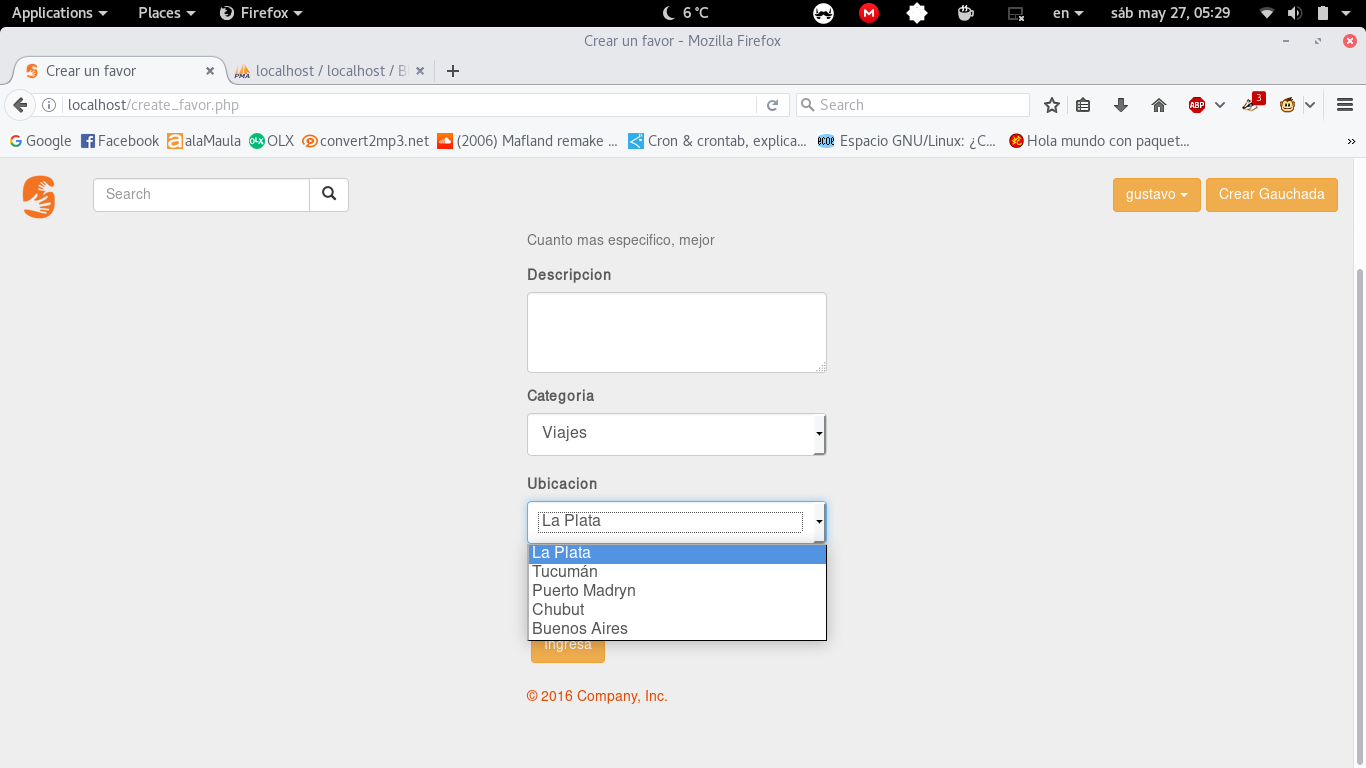 Applications Places Firefox 6 °C en sáb may 27, 05:29
Crear un favor - Mozilla Firefox
Crear un favor localhost / localhost / B
localhost/create_favor.php Search ABP 3
Google Facebook alaMaula OLX convert2mp3.net (2006) Mafland remake ... Cron & crontab, explica... Espacio GNU/Linux: ¿C... Hola mundo con paquet... »
Search gustavo Crear Gauchada
Cuanto mas especifico, mejor
Descripcion
Categoria
Viajes
Ubicacion
La Plata
La Plata
Tucumán
Puerto Madryn
Chubut
Buenos Aires
Ingresa
© 2016 Company, Inc.